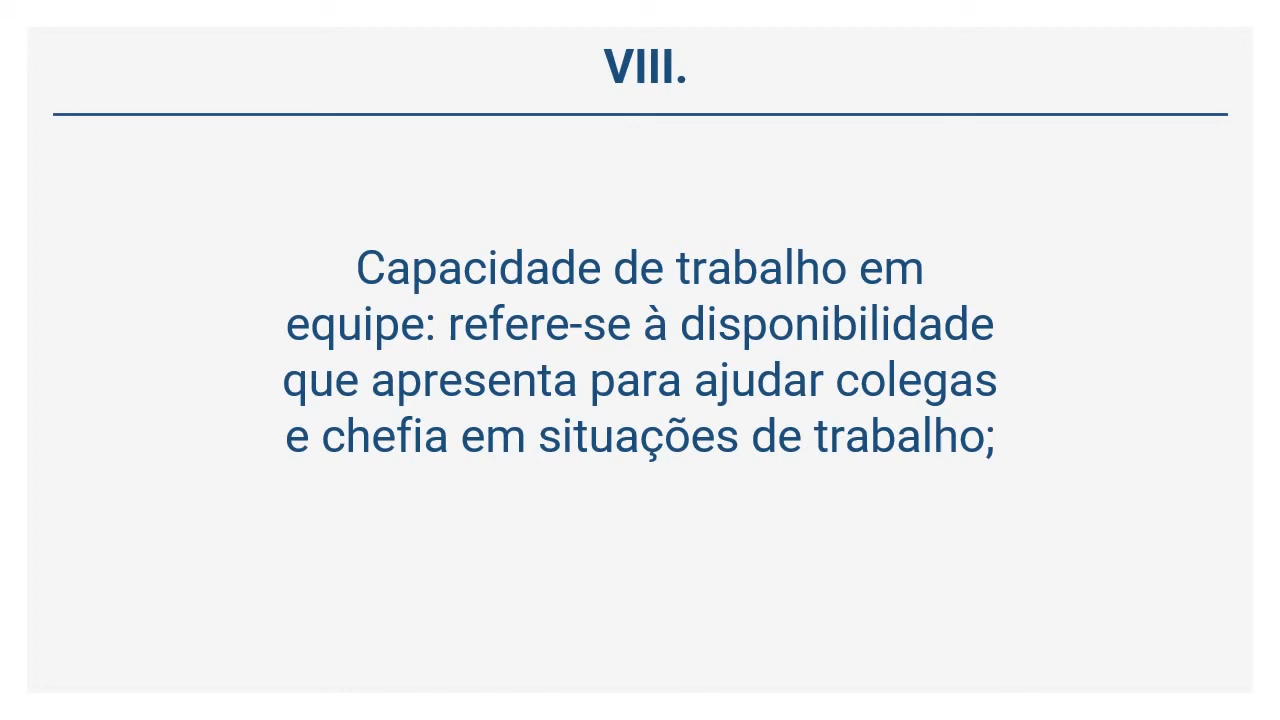 VIII.
Capacidade de trabalho em
equipe: refere-se à disponibilidade
que apresenta para ajudar colegas
e chefia em situações de trabalho;